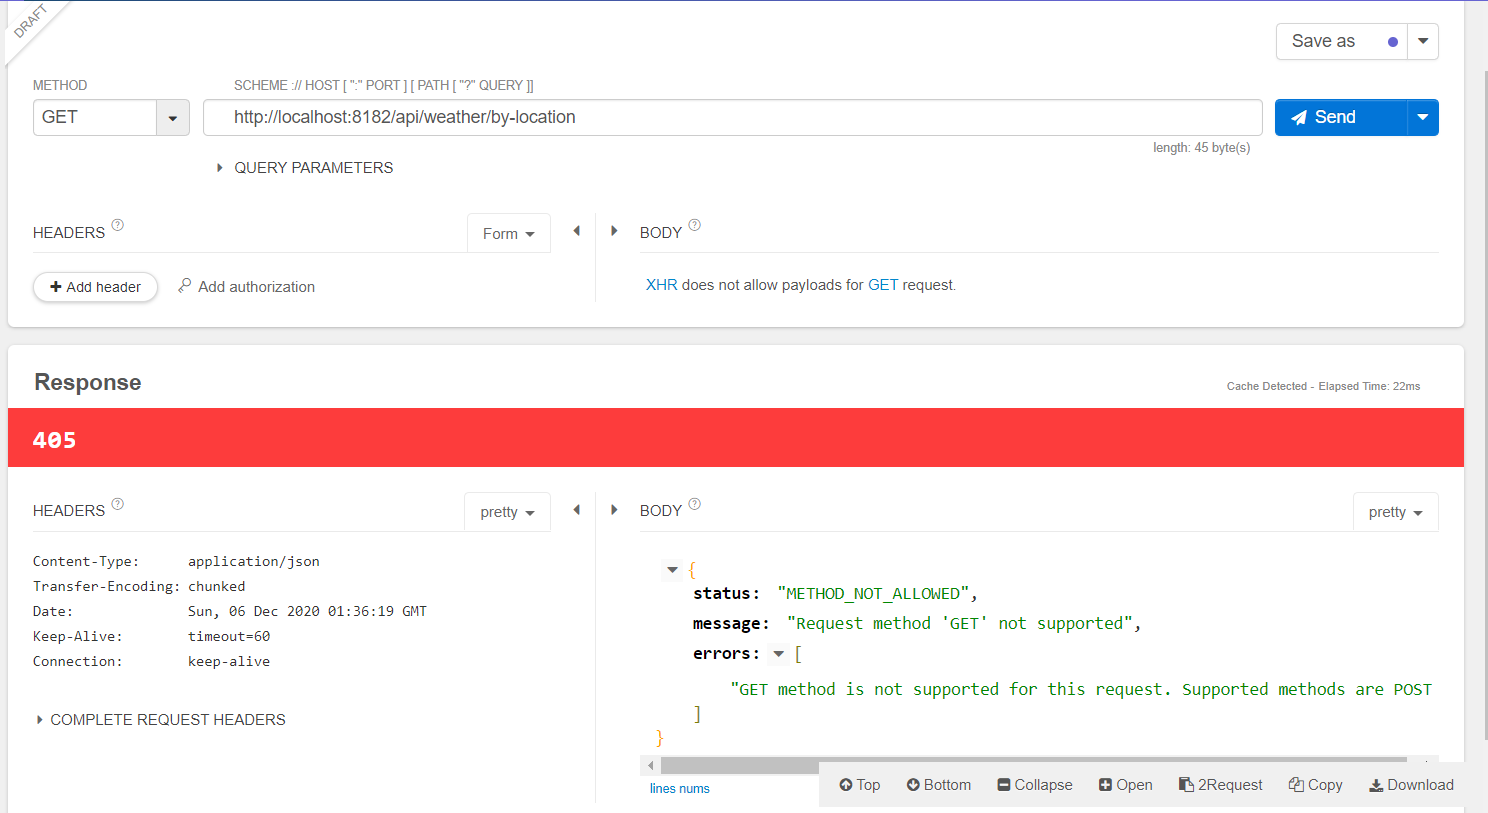 DRAFT
Save as
METHOD
SCHEME :// HOST [ ":" PORT ] [ PATH [ "?" QUERY ]]
GET
http://localhost:8182/api/weather/by-location
Send
length: 45 byte(s)
QUERY PARAMETERS
HEADERS ?
Form
BODY ?
Add header
Add authorization
XHR does not allow payloads for GET request.
Response
Cache Detected - Elapsed Time: 22ms
405
HEADERS ?
pretty
BODY ?
pretty
Content-Type: application/json
Transfer-Encoding: chunked
Date: Sun, 06 Dec 2020 01:36:19 GMT
Keep-Alive: timeout=60
Connection: keep-alive
COMPLETE REQUEST HEADERS
{
status: "METHOD_NOT_ALLOWED",
message: "Request method 'GET' not supported",
errors: [
"GET method is not supported for this request. Supported methods are POST
]
}
lines nums
Top Bottom Collapse Open 2Request Copy Download